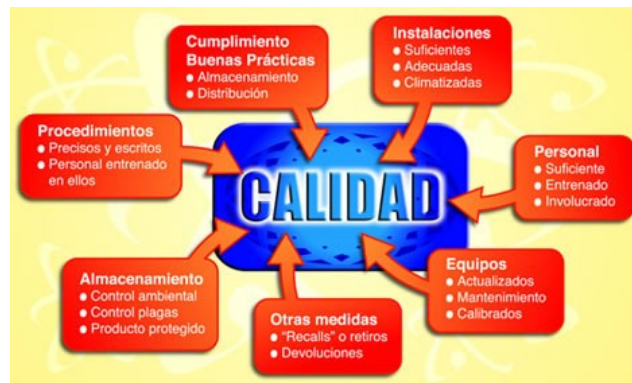 Cumplimiento
Buenas Prácticas
● Almacenamiento
● Distribución
Instalaciones
● Suficientes
● Adecuadas
● Climatizadas
Procedimientos
● Precisos y escritos
● Personal entrenado
en ellos
CALIDAD
Personal
● Suficiente
● Entrenado
● Involucrado
Almacenamiento
● Control ambiental
● Control plagas
● Producto protegido
Otras medidas
● "Recalls" o retiros
● Devoluciones
Equipos
● Actualizados
● Mantenimiento
● Calibrados